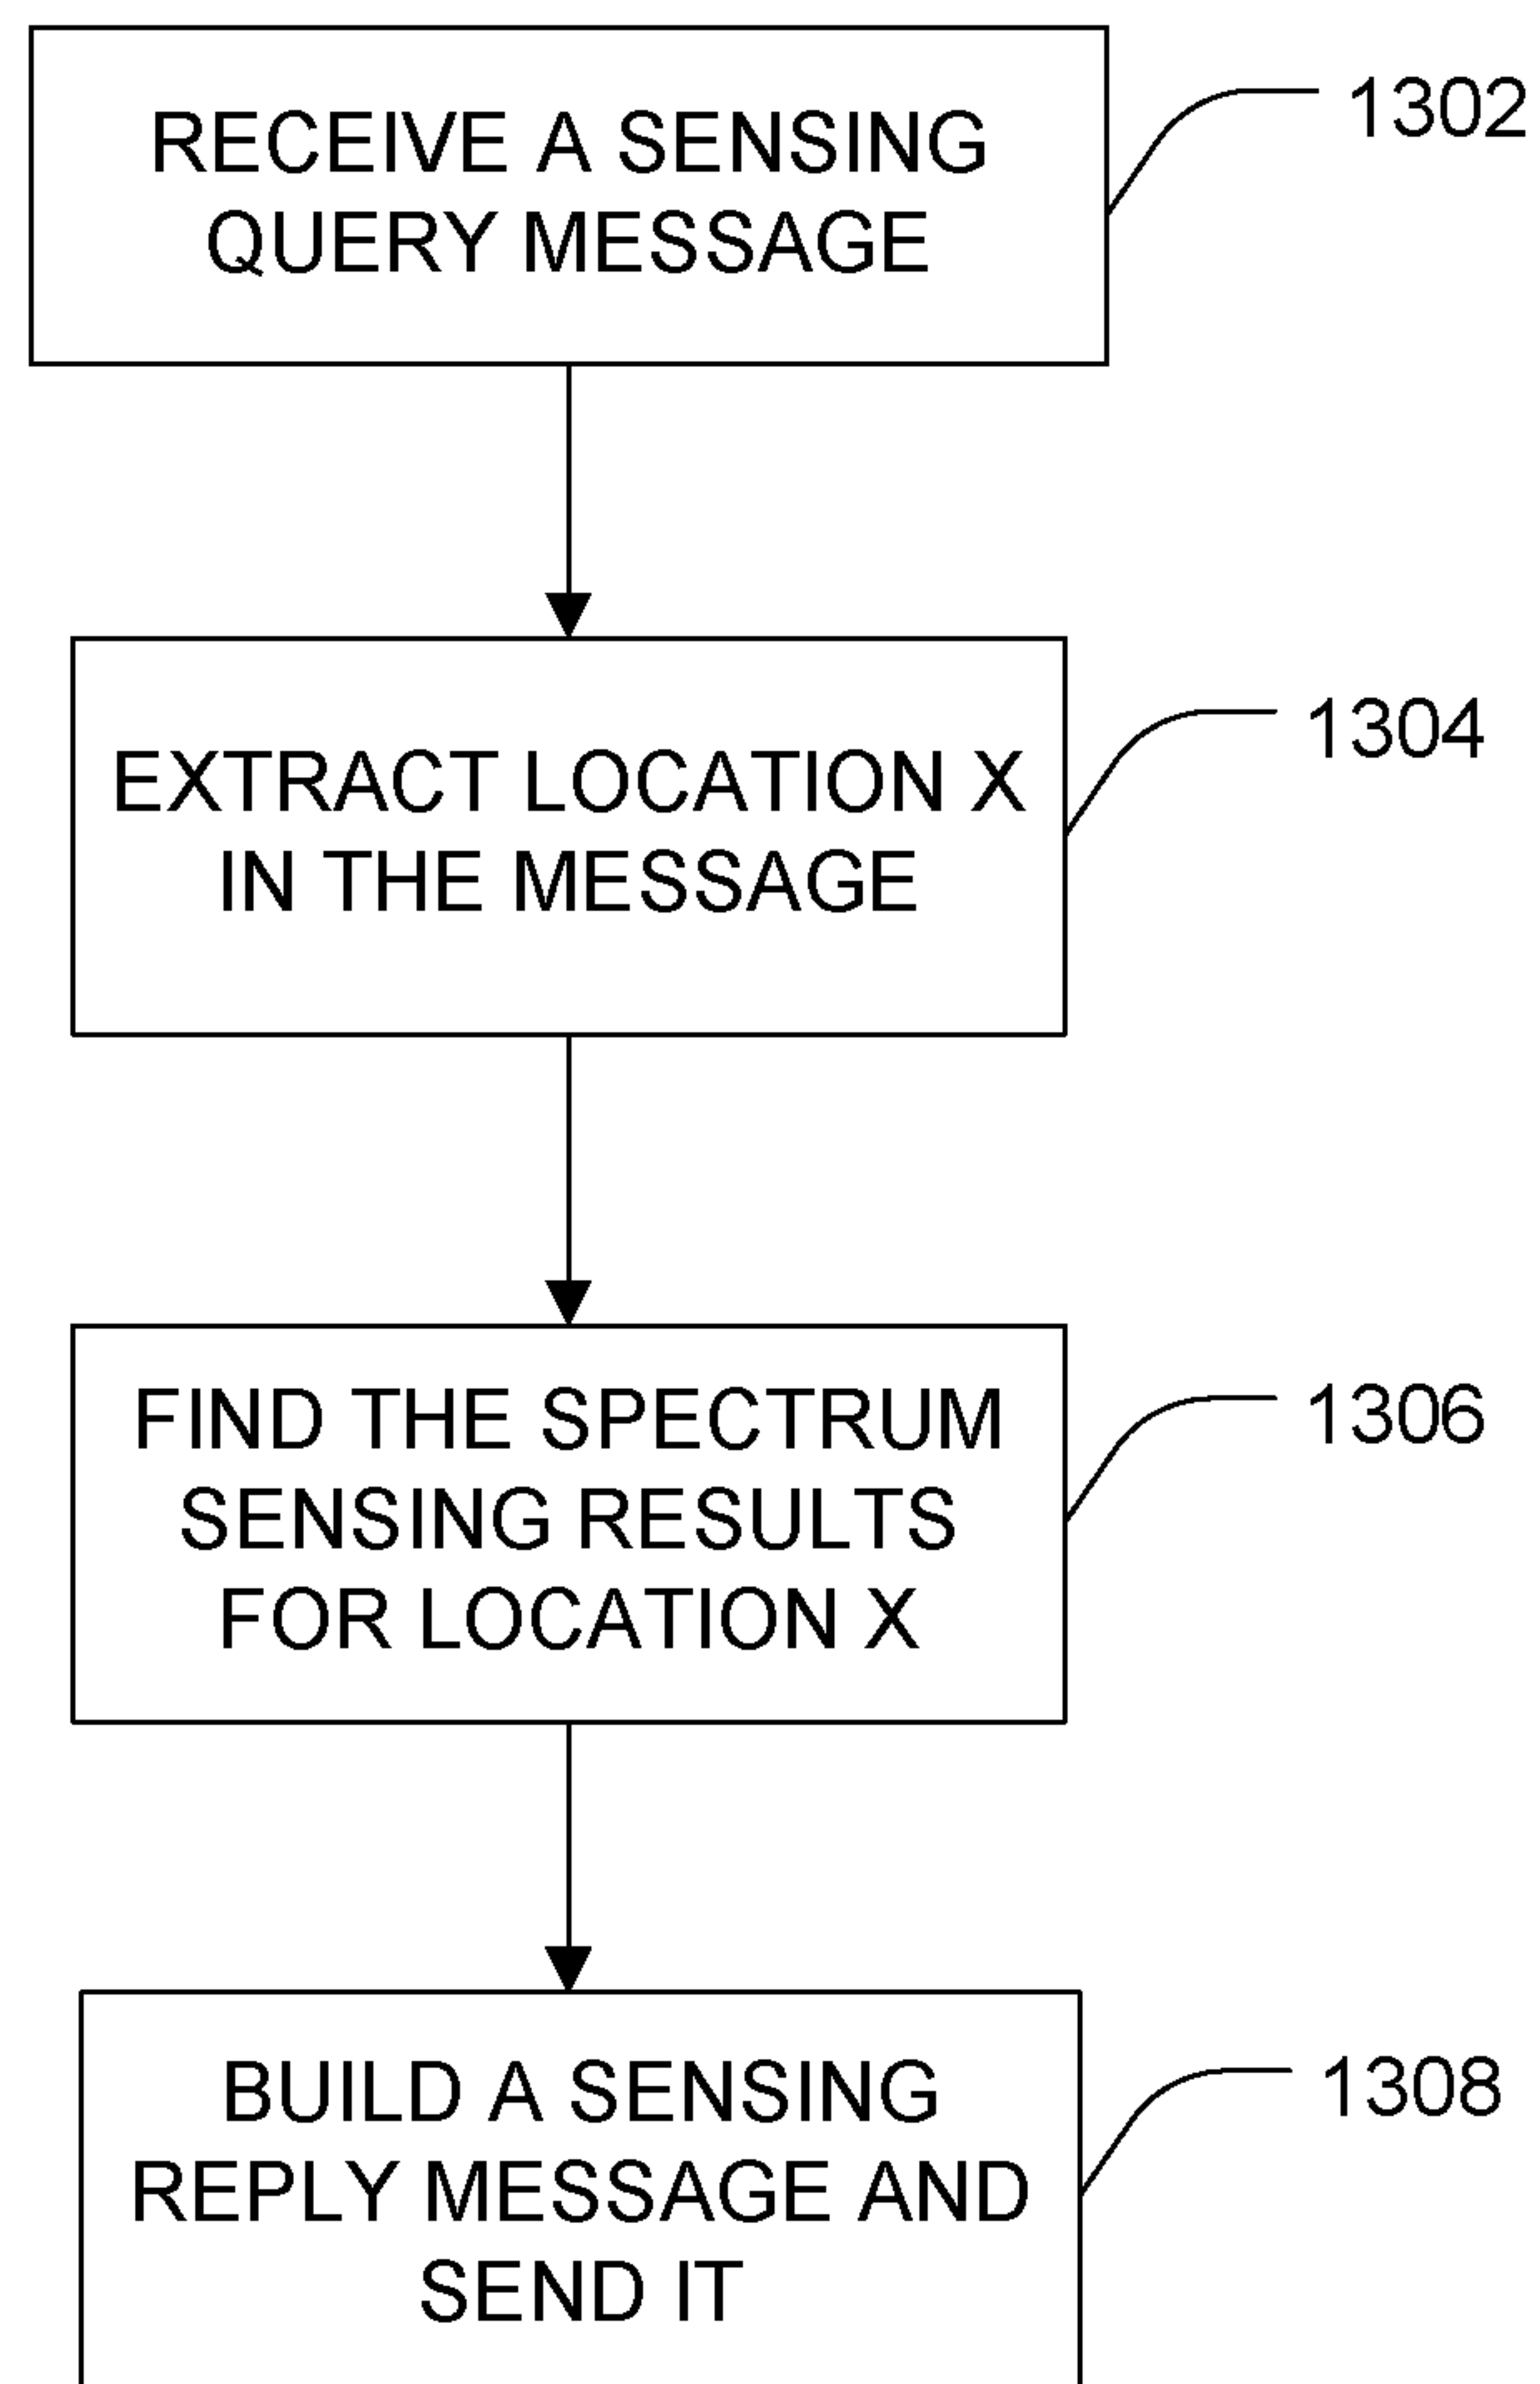 RECEIVE A SENSING
QUERY MESSAGE
1302
EXTRACT LOCATION X
IN THE MESSAGE
1304
FIND THE SPECTRUM
SENSING RESULTS
FOR LOCATION X
1306
BUILD A SENSING
REPLY MESSAGE AND
SEND IT
1308